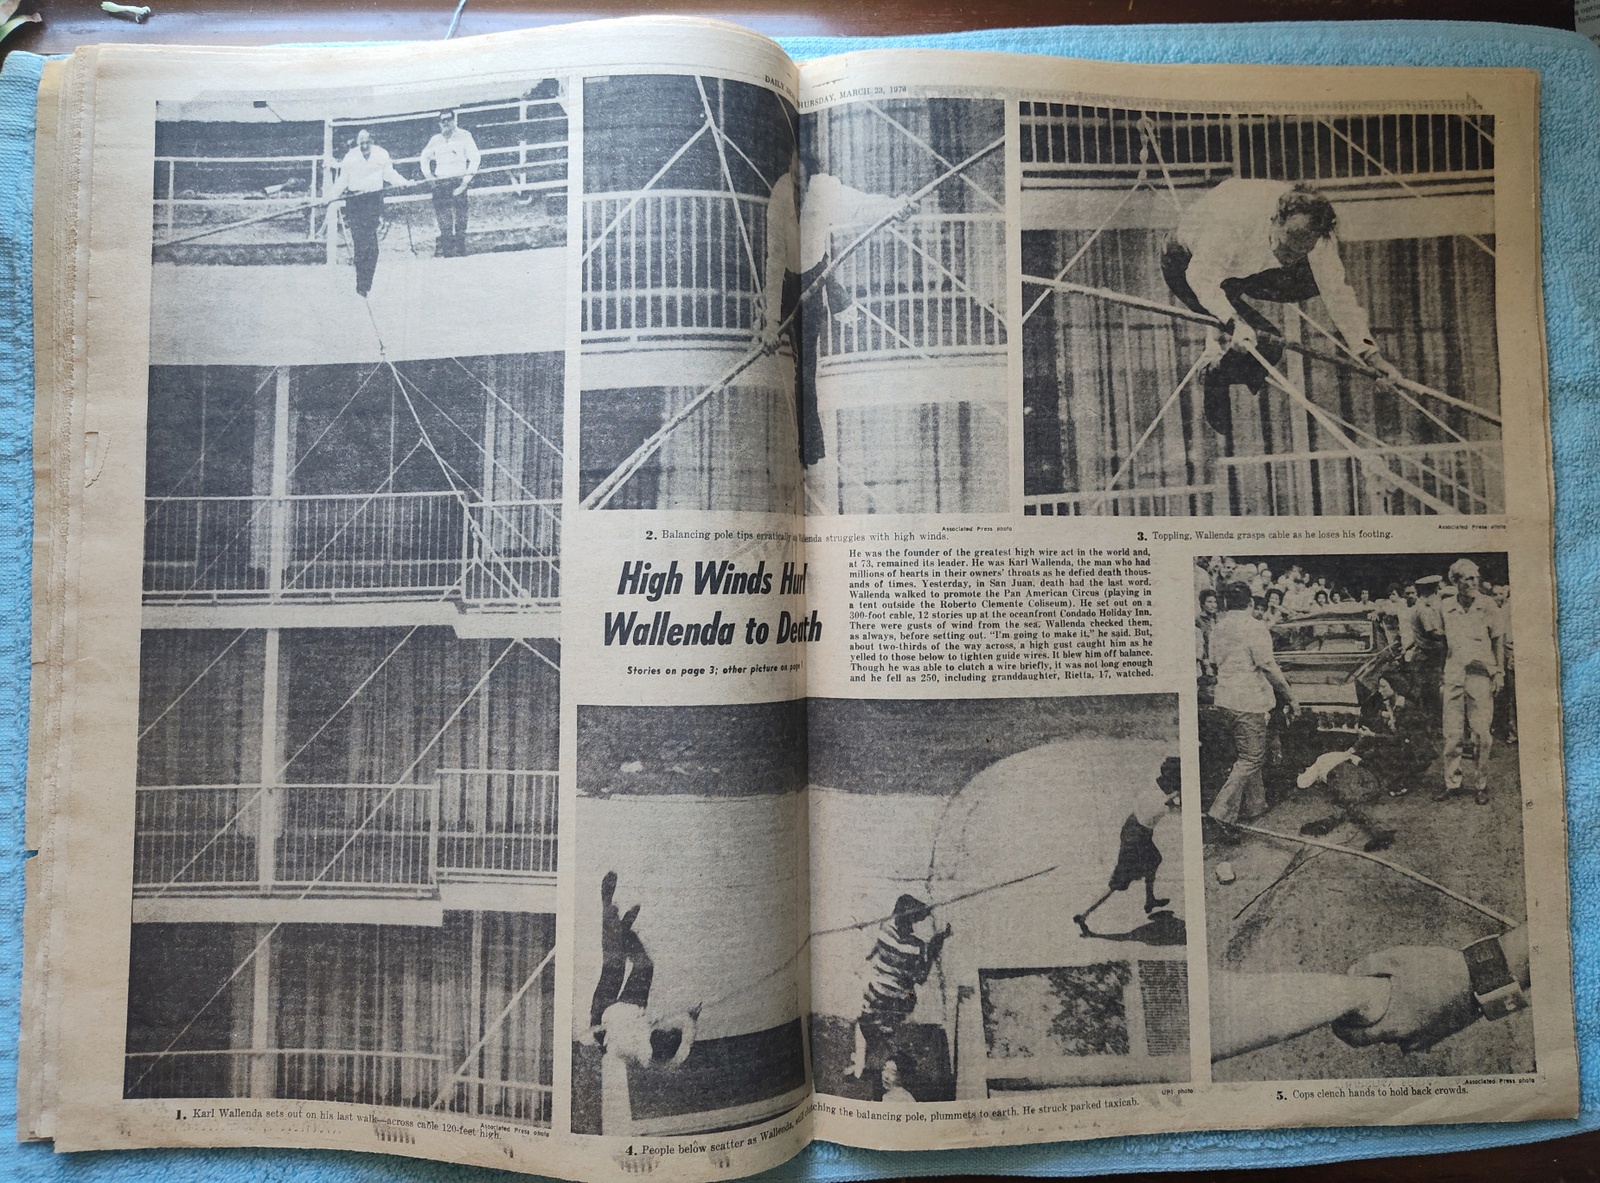 DAILY
THURSDAY, MARCH 23, 1978
Associated Press photo
2. Balancing pole tips erratically as Wallenda struggles with high winds.
Associated Press photo
3. Toppling, Wallenda grasps cable as he loses his footing.
High Winds Hurl
Wallenda to Death
Stories on page 3; other picture on page 1
He was the founder of the greatest high wire act in the world and,
at 73, remained its leader. He was Karl Wallenda, the man who had
millions of hearts in their owners' throats as he defied death thous-
ands of times. Yesterday, in San Juan, death had the last word.
Wallenda walked to promote the Pan American Circus (playing in
a tent outside the Roberto Clemente Coliseum). He set out on a
300-foot cable, 12 stories up at the oceanfront Condado Holiday Inn.
There were gusts of wind from the sea. Wallenda checked them,
as always, before setting out. "I'm going to make it," he said. But,
about two-thirds of the way across, a high gust caught him as he
yelled to those below to tighten guide wires. It blew him off balance.
Though he was able to clutch a wire briefly, it was not long enough
and he fell as 250, including granddaughter, Rietta, 17, watched.
1. Karl Wallenda sets out on his last walk—across cable 120-feet high.
Associated Press photo
UPI photo
4. People below scatter as Wallenda, still clutching the balancing pole, plummets to earth. He struck parked taxicab.
Associated Press photo
5. Cops clench hands to hold back crowds.